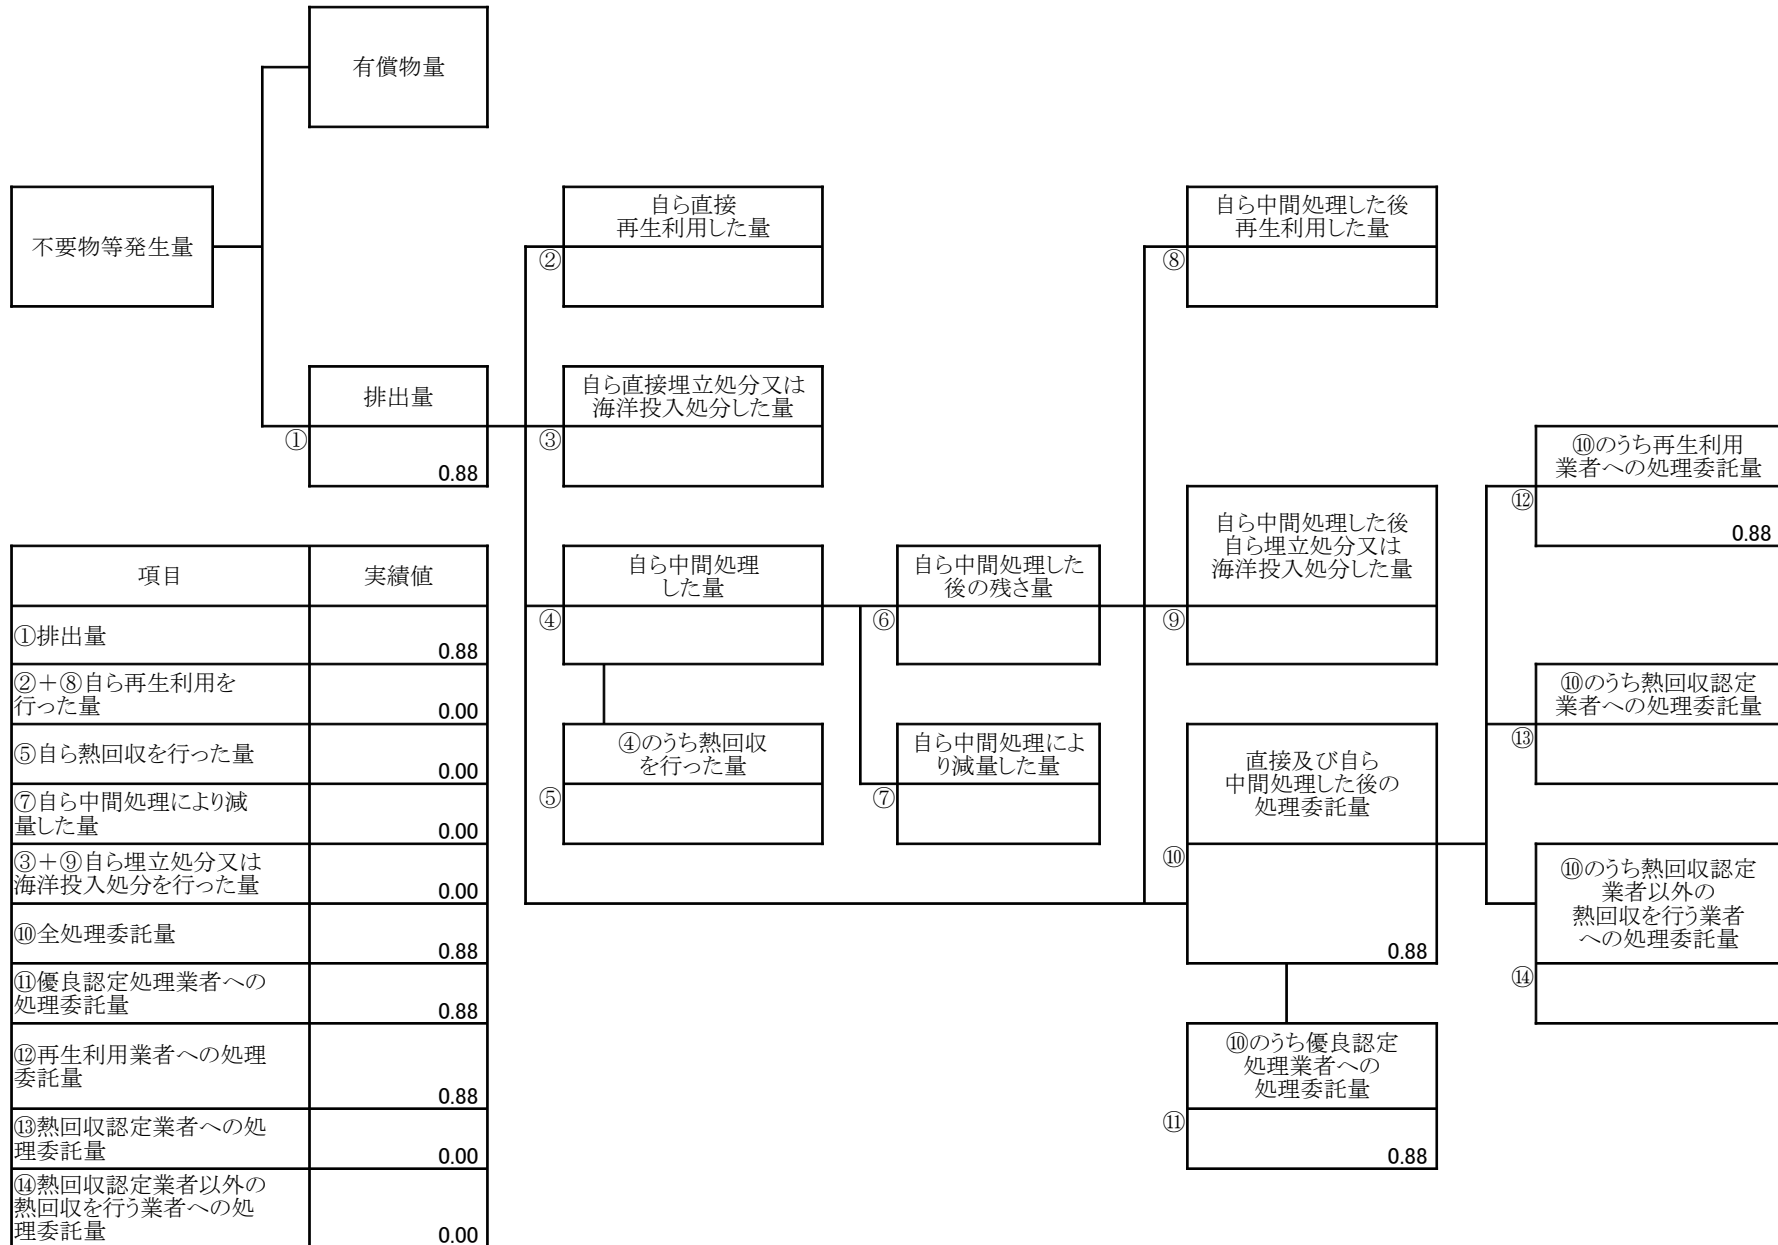 有償物量
不要物等発生量
自ら直接
再生利用した量
②
自ら中間処理した後
再生利用した量
⑧
排出量
①
0.88
自ら直接埋立処分又は
海洋投入処分した量
③
⑩のうち再生利用
業者への処理委託量
⑫
0.88
自ら中間処理した後
自ら埋立処分又は
海洋投入処分した量
⑨
自ら中間処理
した量
④
自ら中間処理した
後の残さ量
⑥
④のうち熱回収
を行った量
⑤
自ら中間処理によ
り減量した量
⑦
直接及び自ら
中間処理した後の
処理委託量
⑩
0.88
⑩のうち熱回収認定
業者への処理委託量
⑬
⑩のうち熱回収認定
業者以外の
熱回収を行う業者
への処理委託量
⑭
⑩のうち優良認定
処理業者への
処理委託量
⑪
0.88
項目 実績値
①排出量
0.88
②＋⑧自ら再生利用を
行った量
0.00
⑤自ら熱回収を行った量
0.00
⑦自ら中間処理により減
量した量
0.00
③＋⑨自ら埋立処分又は
海洋投入処分を行った量
0.00
⑩全処理委託量
0.88
⑪優良認定処理業者への
処理委託量
0.88
⑫再生利用業者への処理
委託量
0.88
⑬熱回収認定業者への処
理委託量
0.00
⑭熱回収認定業者以外の
熱回収を行う業者への処
理委託量
0.00